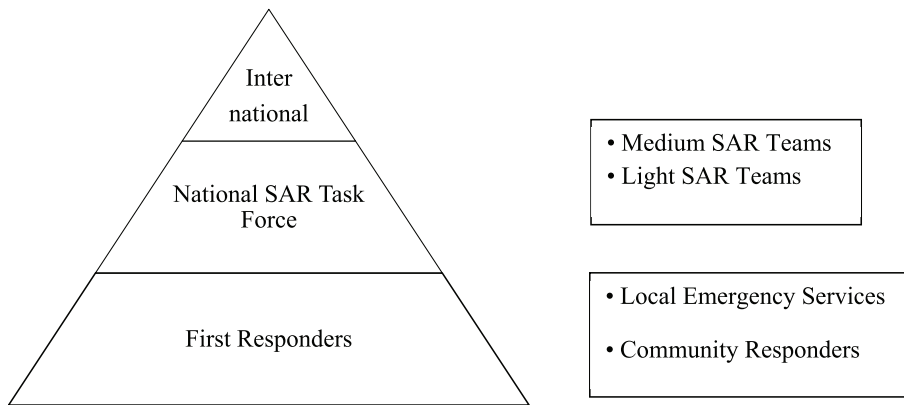 Inter
national
National SAR Task
Force
First Responders
• Medium SAR Teams
• Light SAR Teams
• Local Emergency Services
• Community Responders